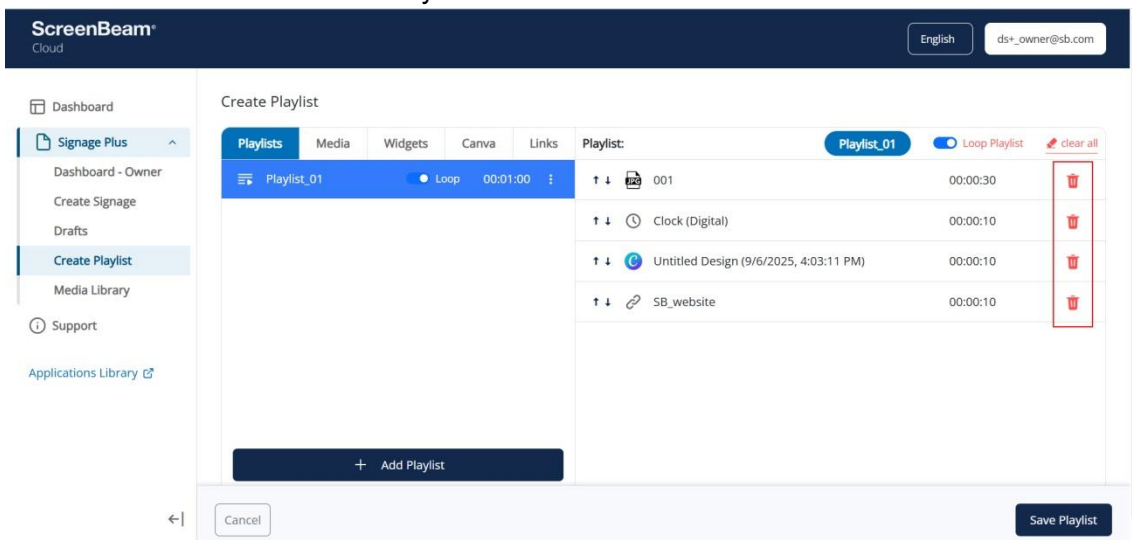 ScreenBeam®
Cloud
English
ds+_owner@sb.com
Dashboard
Signage Plus
Dashboard - Owner
Create Signage
Drafts
Create Playlist
Media Library
Support
Applications Library
Create Playlist
Playlists Media Widgets Canva Links
Playlist_01 Loop 00:01:00
+ Add Playlist
Playlist: Playlist_01 Loop Playlist clear all
JPG 001 00:00:30
Clock (Digital) 00:00:10
C Untitled Design (9/6/2025, 4:03:11 PM) 00:00:10
SB_website 00:00:10
Cancel
Save Playlist